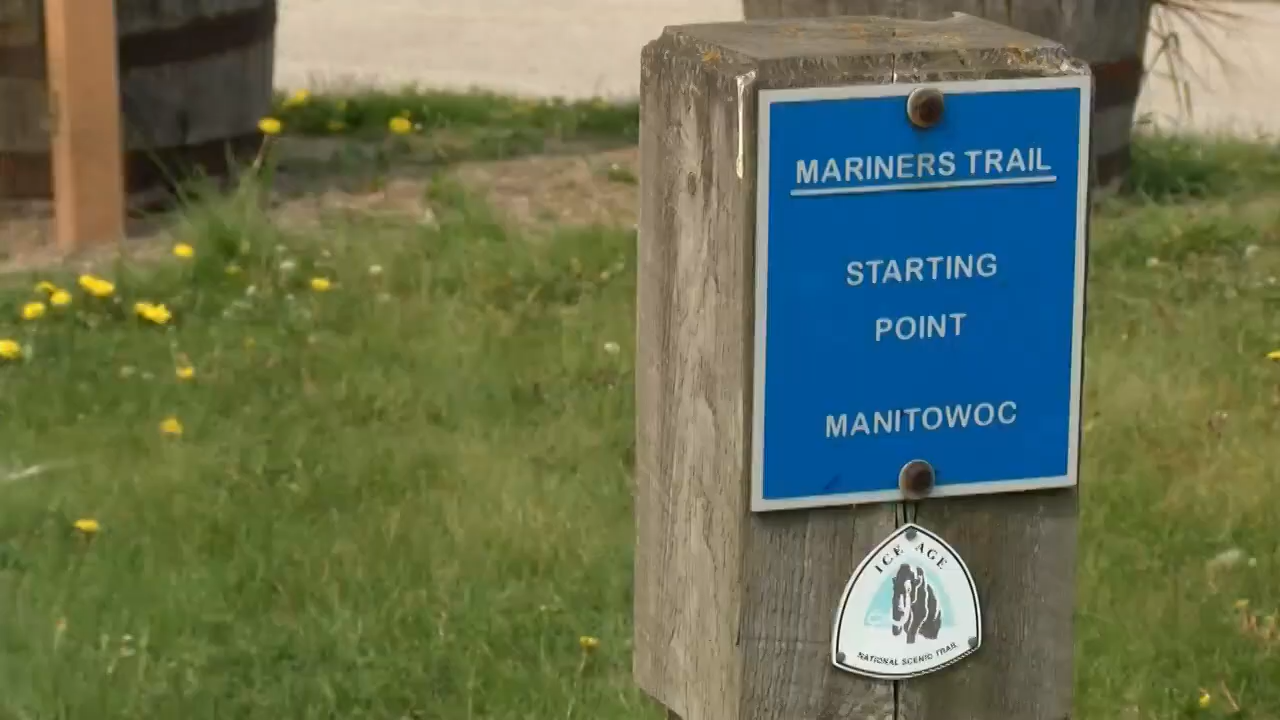 MARINERS TRAIL
STARTING
POINT
MANITOWOC
ICE AGE
NATIONAL SCENIC TRAIL